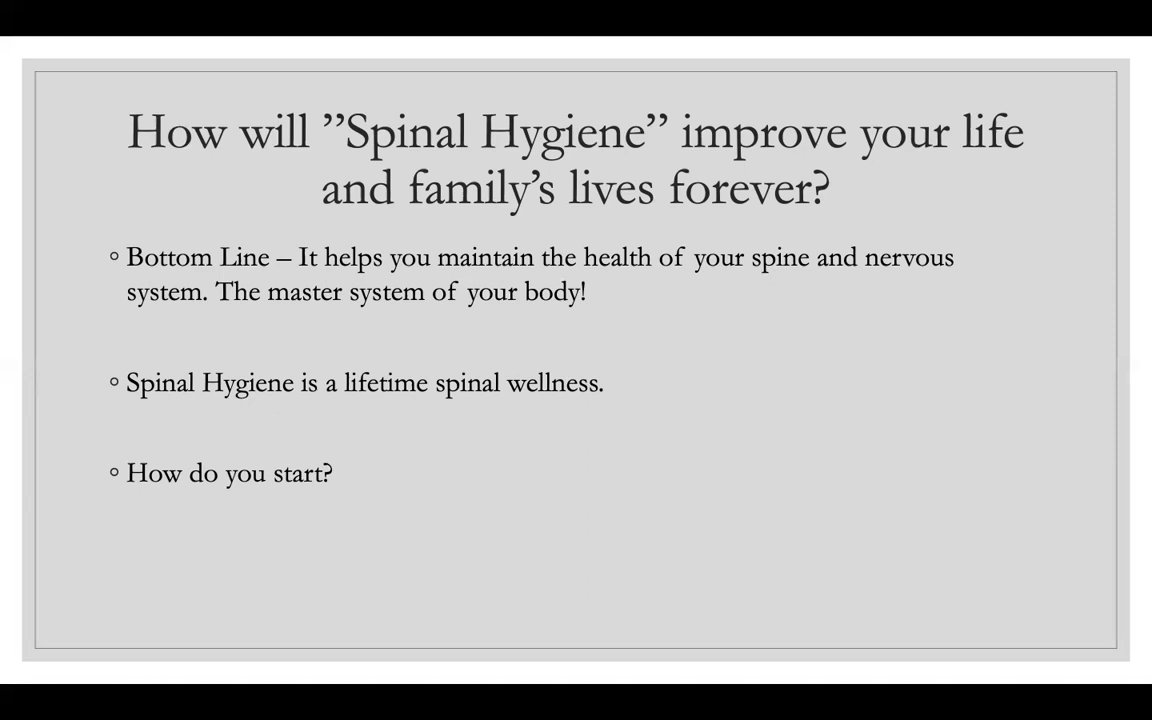 How will ”Spinal Hygiene” improve your life
and family’s lives forever?
◦ Bottom Line – It helps you maintain the health of your spine and nervous
system. The master system of your body!
◦ Spinal Hygiene is a lifetime spinal wellness.
◦ How do you start?